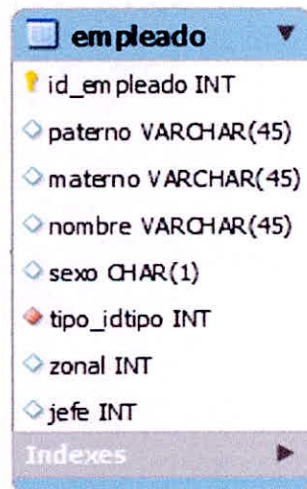 empleado
id_empleado INT
paterno VARCHAR(45)
materno VARCHAR(45)
nombre VARCHAR(45)
sexo CHAR(1)
tipo_idtipo INT
zonal INT
jefe INT
Indexes